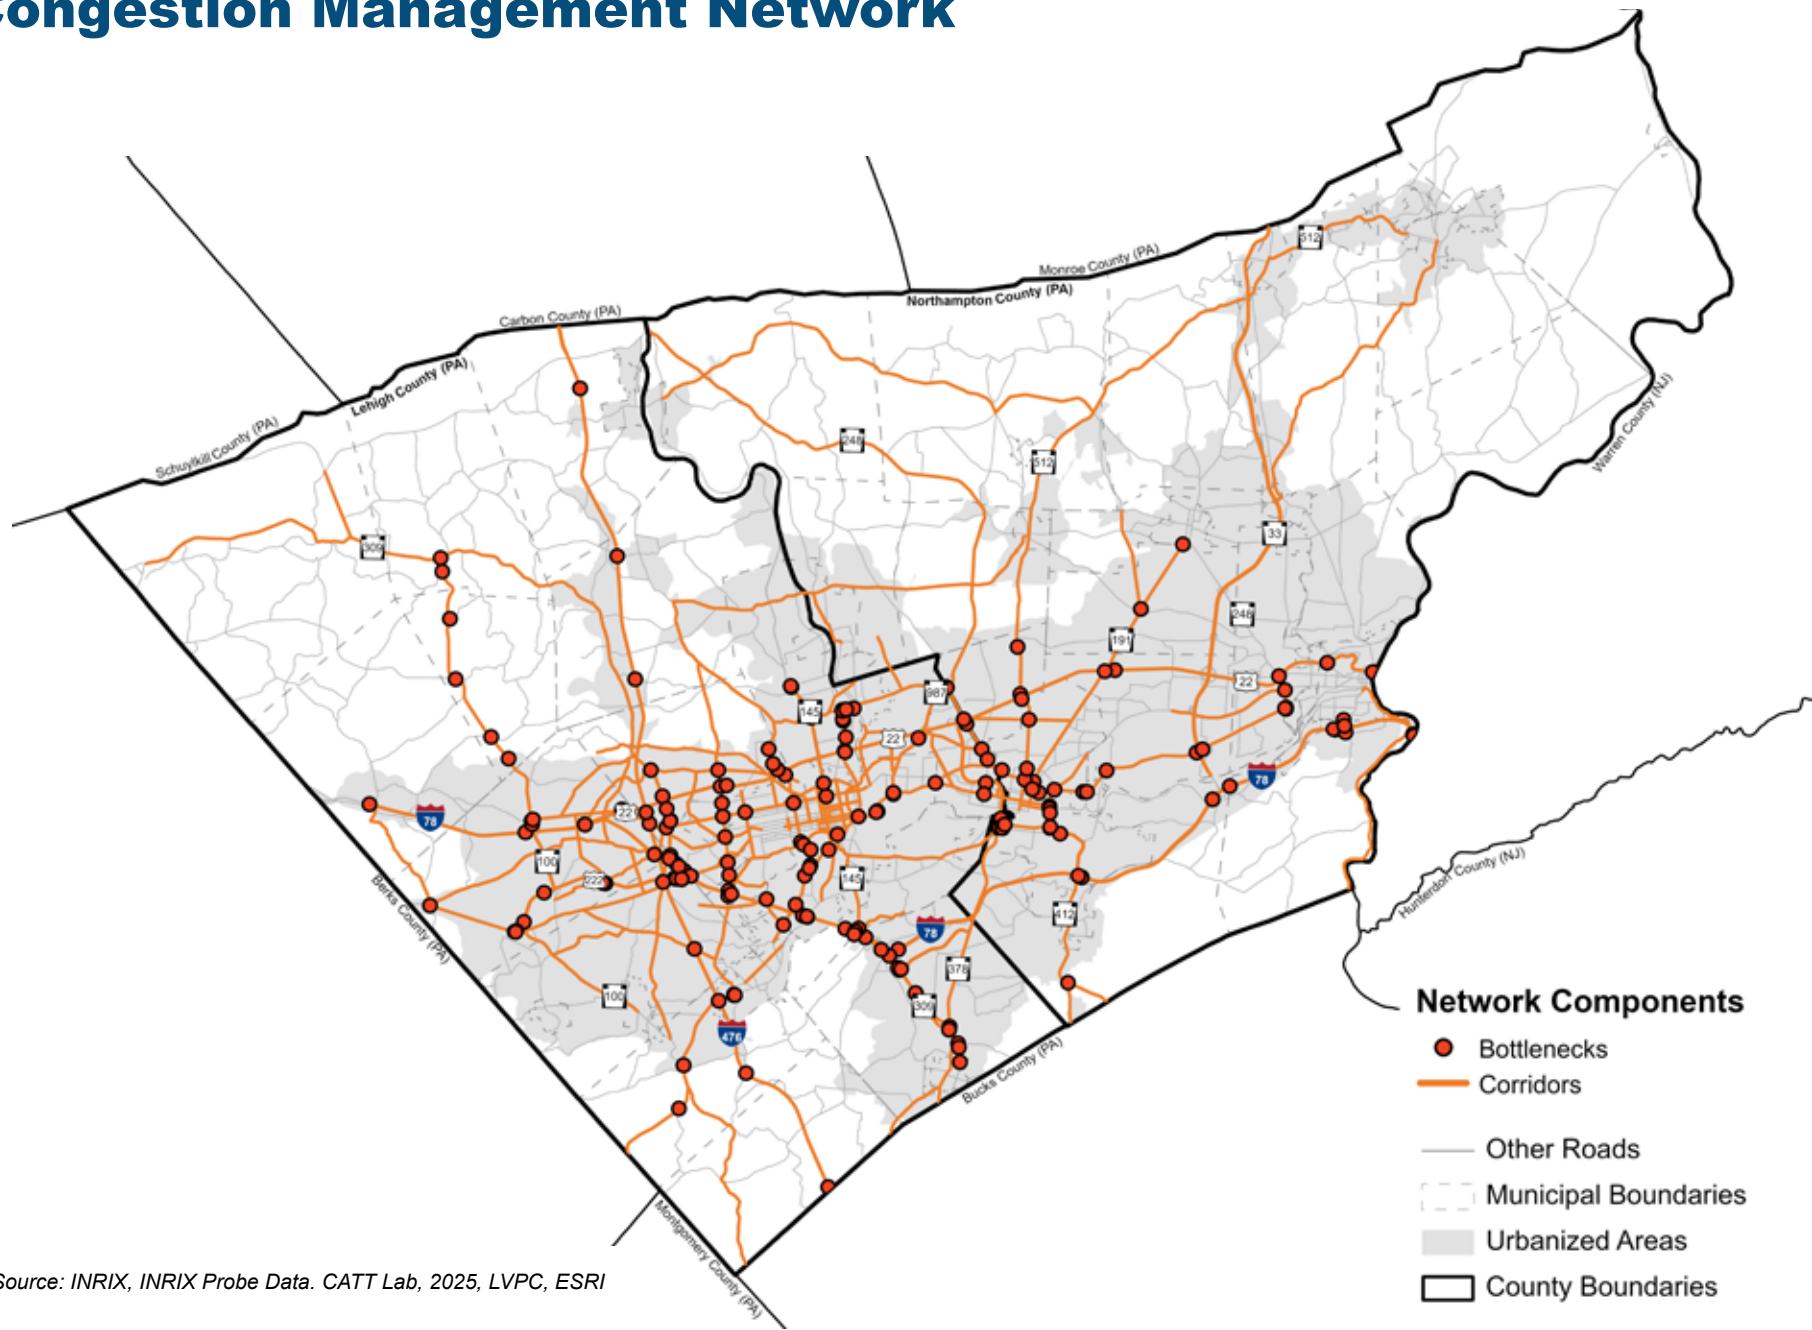 ongestion Management Network
Monroe County (PA)
Northampton County (PA)
Carbon County (PA)
Lehigh County (PA)
Schuylkill County (PA)
Warren County (NJ)
Hunterdon County (NJ)
Berks County (PA)
Bucks County (PA)
Montgomery County (PA)
512
248
512
309
33
248
191
987
22
145
22
78
78
22
100
222
145
412
78
378
100
309
476
Network Components
Bottlenecks
Corridors
Other Roads
Municipal Boundaries
Urbanized Areas
County Boundaries
Source: INRIX, INRIX Probe Data. CATT Lab, 2025, LVPC, ESRI